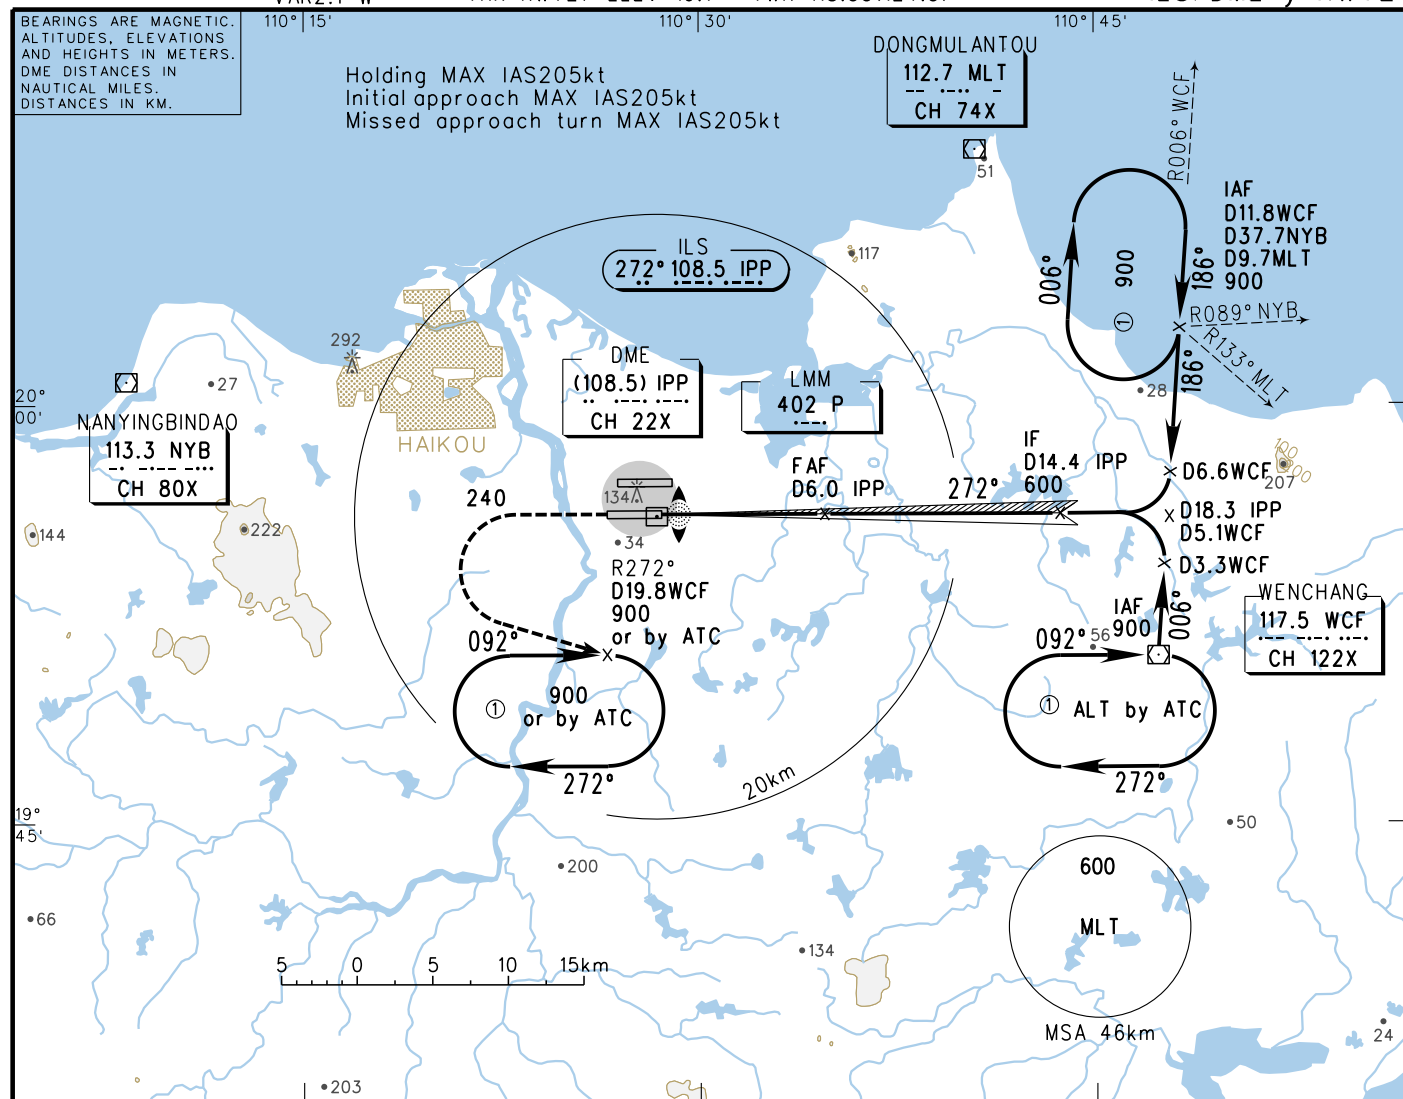 110°15'
110°30'
110°45'
BEARINGS ARE MAGNETIC.
ALTITUDES, ELEVATIONS
AND HEIGHTS IN METERS.
DME DISTANCES IN
NAUTICAL MILES.
DISTANCES IN KM.
Holding MAX IAS205kt
Initial approach MAX IAS205kt
Missed approach turn MAX IAS205kt
DONGMULANTOU
112.7 MLT
CH 74X
51
R006° WCF
IAF
D11.8WCF
D37.7NYB
D9.7MLT
900
006°
900
①
186°
R089° NYB
R133° MLT
186°
117
ILS
272° 108.5 IPP
292
27
28
20°
00'
DME
(108.5) IPP
CH 22X
LMM
402 P
NANYINGBINDAO
113.3 NYB
CH 80X
HAIKOU
100
207
FAF
D6.0 IPP
IF
D14.4 IPP
600
272°
D6.6WCF
D18.3 IPP
D5.1WCF
D3.3WCF
240
134
34
144
222
R272°
D19.8WCF
900
or by ATC
092°
900
① or by ATC
272°
IAF
900
006°
092°
56
① ALT by ATC
272°
WENCHANG
117.5 WCF
CH 122X
20km
19°
45'
50
200
66
134
600
MLT
MSA 46km
5 0 5 10 15km
24
203